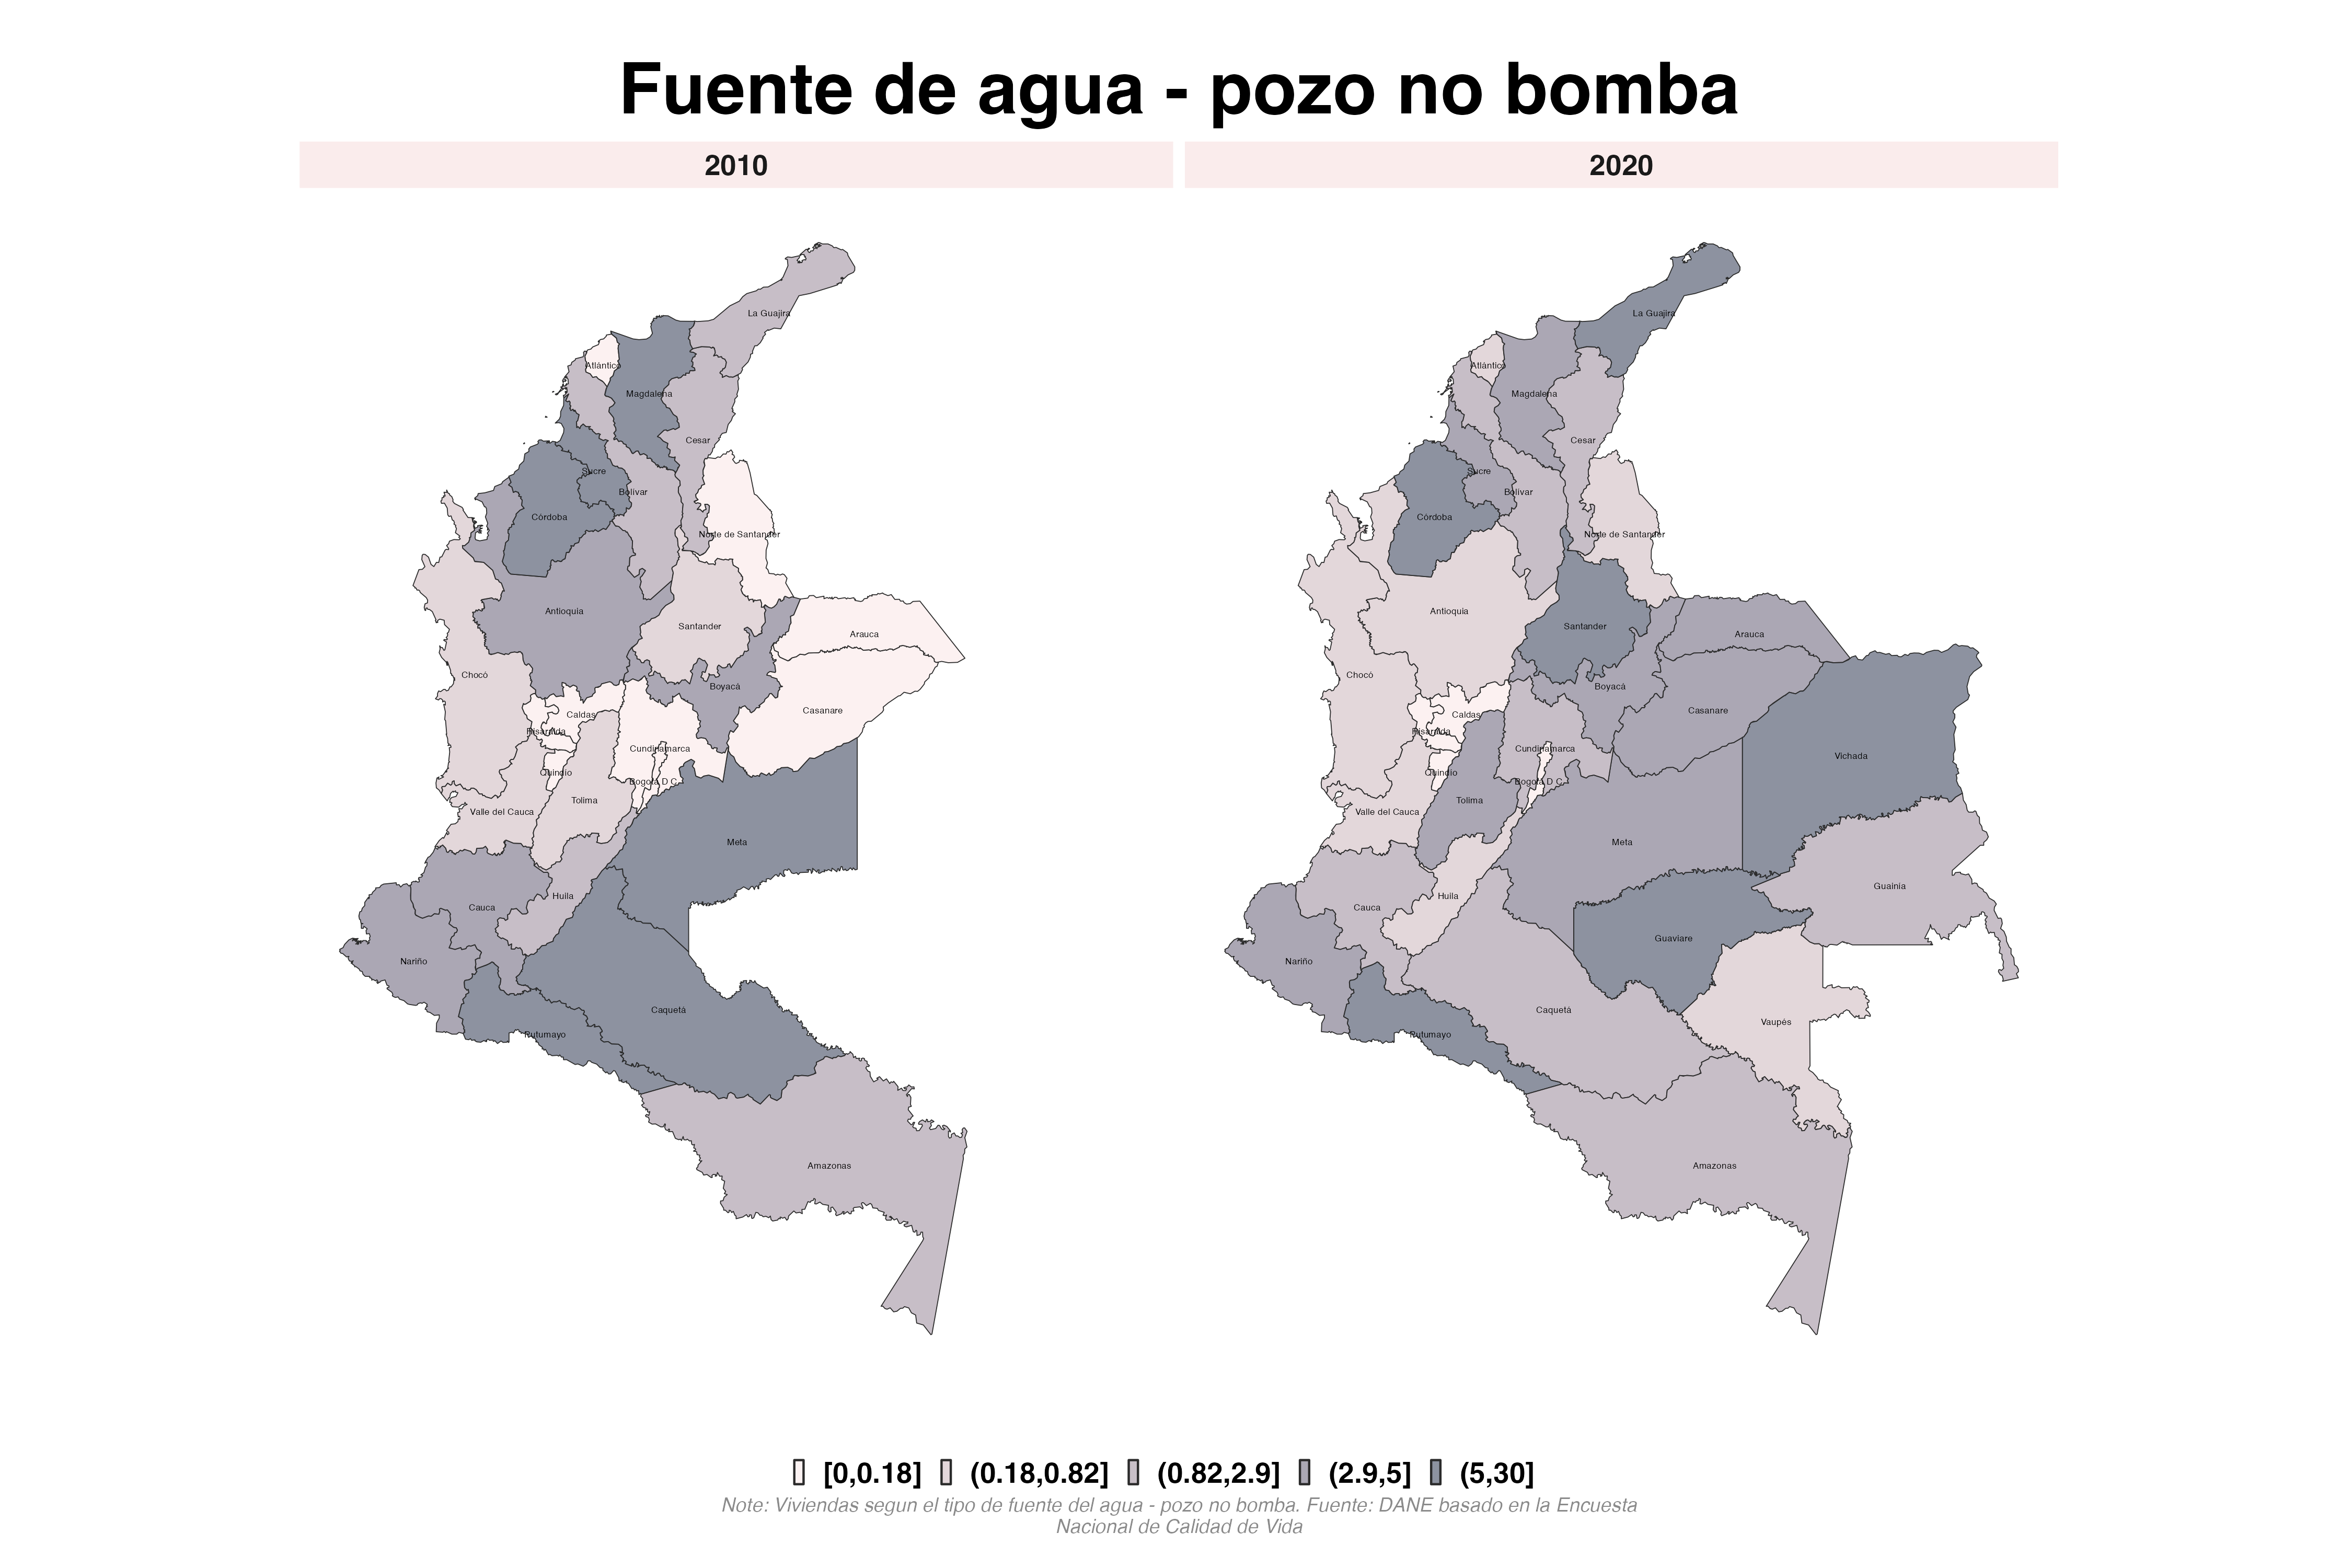 Fuente de agua - pozo no bomba
2010
2020
La Guajira
Atlántico
Magdalena
Cesar
Sucre
Bolívar
Córdoba
Norte de Santander
Antioquia
Santander
Arauca
Chocó
Boyacá
Casanare
Caldas
Risaralda
Cundinamarca
Quindío
Bogotá D.C.
Tolima
Valle del Cauca
Meta
Huila
Cauca
Nariño
Caquetá
Putumayo
Amazonas
La Guajira
Atlántico
Magdalena
Cesar
Sucre
Bolívar
Córdoba
Norte de Santander
Antioquia
Santander
Arauca
Chocó
Boyacá
Casanare
Caldas
Risaralda
Cundinamarca
Vichada
Quindío
Bogotá D.C.
Tolima
Valle del Cauca
Meta
Guainia
Huila
Cauca
Guaviare
Nariño
Caquetá
Vaupés
Putumayo
Amazonas
[0,0.18] (0.18,0.82] (0.82,2.9] (2.9,5] (5,30]
Note: Viviendas segun el tipo de fuente del agua - pozo no bomba. Fuente: DANE basado en la Encuesta
Nacional de Calidad de Vida